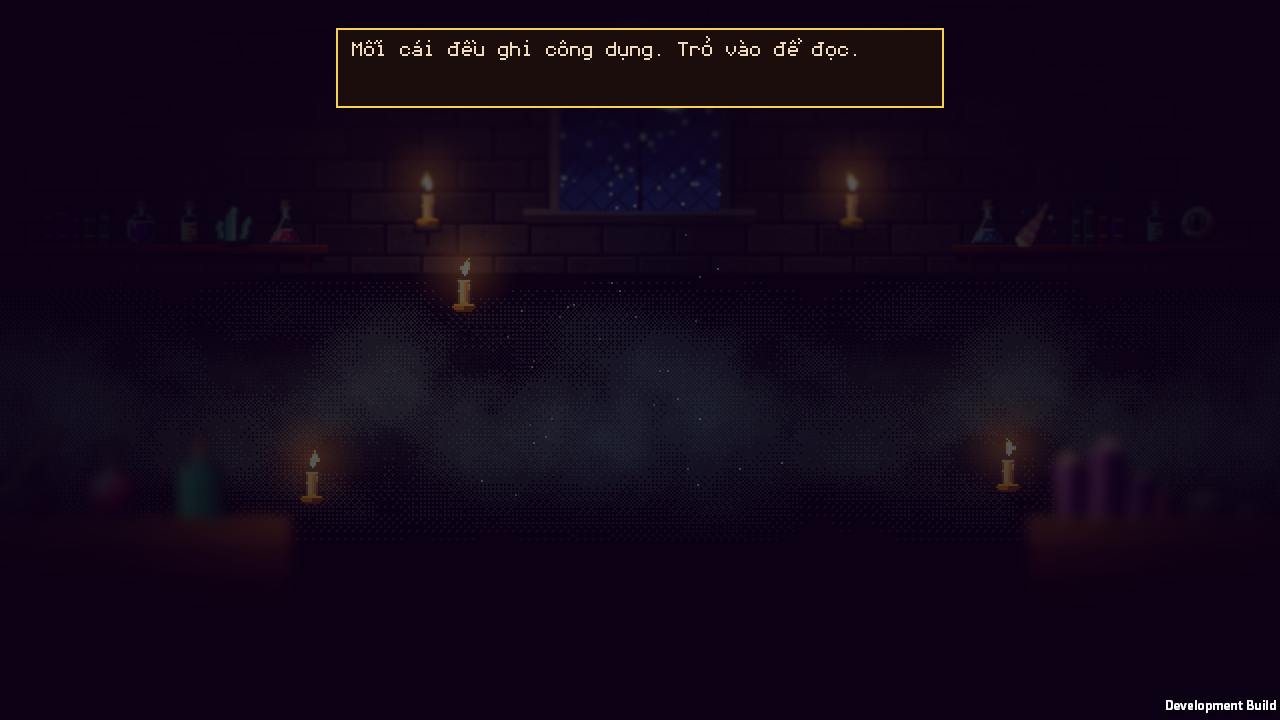 Mỗi cái đều ghi công dụng. Trỏ vào để đọc.
Development Build